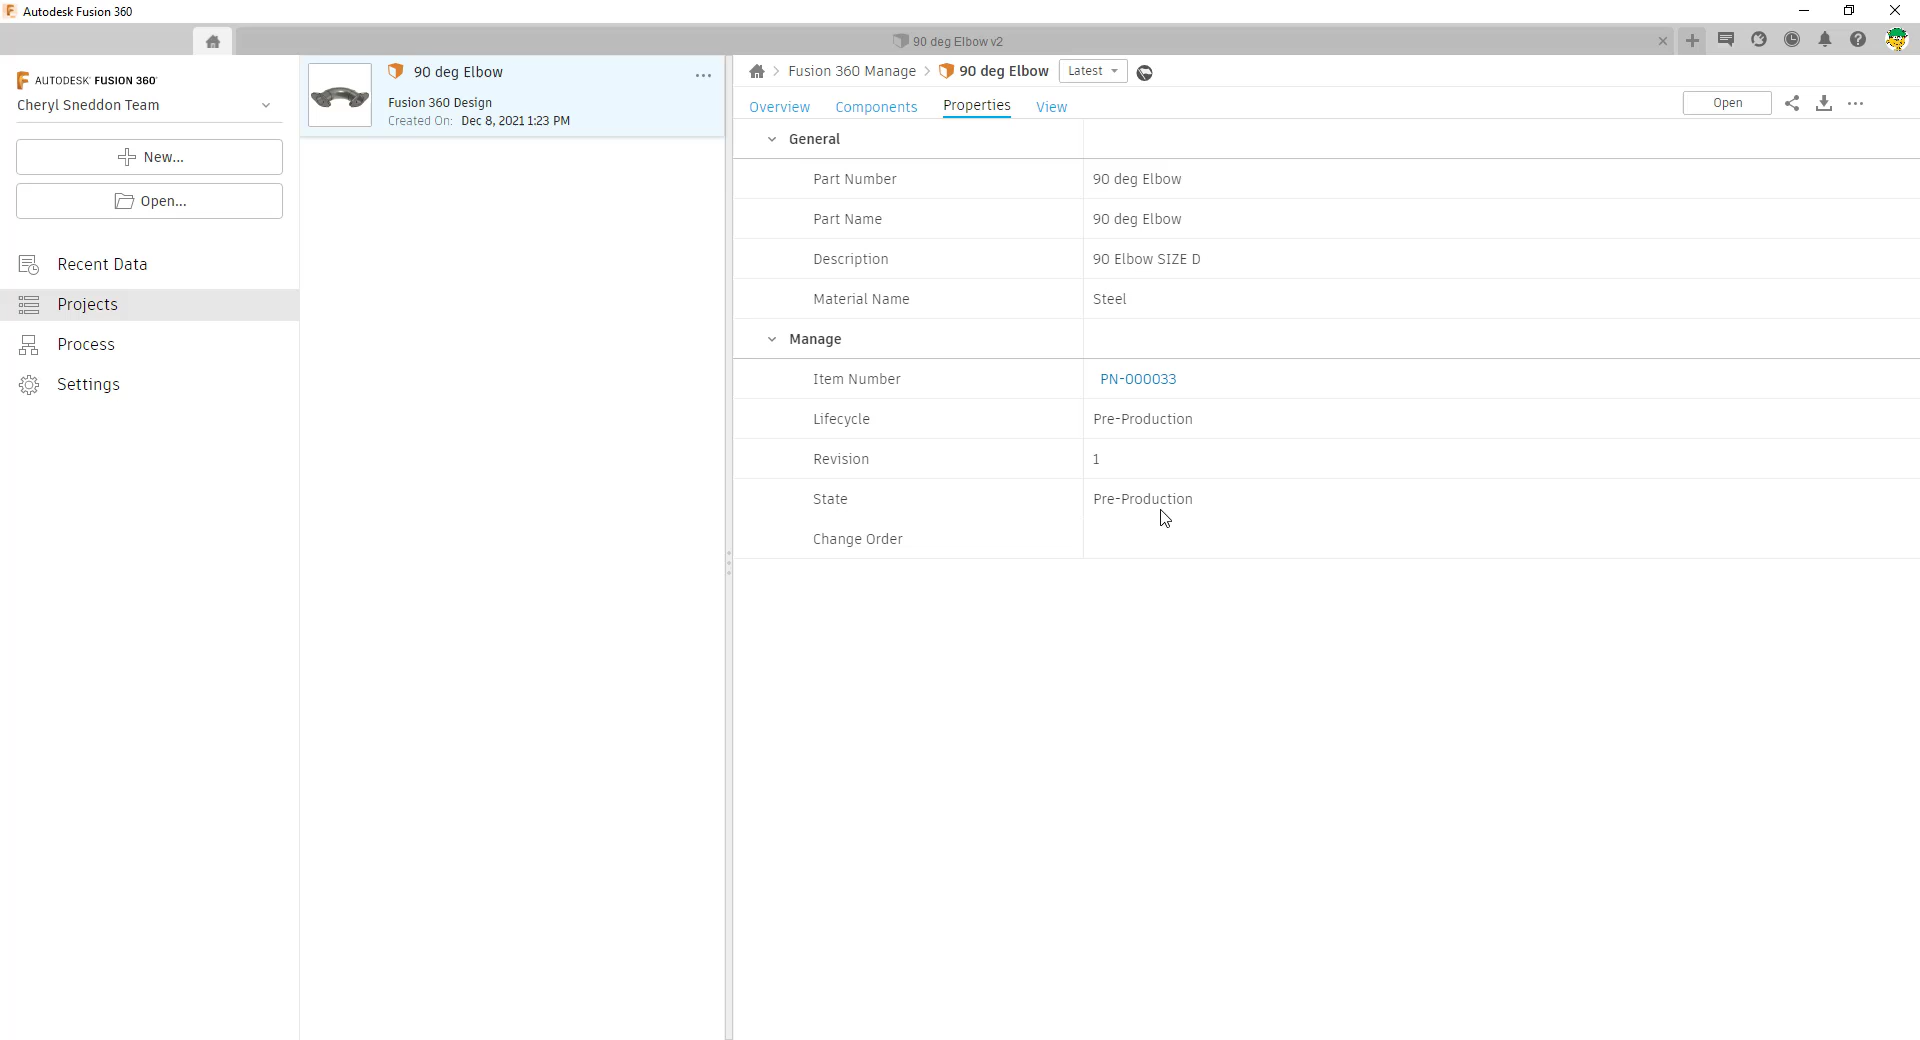 Autodesk Fusion 360
90 deg Elbow v2
AUTODESK FUSION 360
Cheryl Sneddon Team
New...
Open...
Recent Data
Projects
Process
Settings
90 deg Elbow
Fusion 360 Design
Created On: Dec 8, 2021 1:23 PM
Fusion 360 Manage > 90 deg Elbow Latest
Overview Components Properties View
Open
General
Part Number 90 deg Elbow
Part Name 90 deg Elbow
Description 90 Elbow SIZE D
Material Name Steel
Manage
Item Number PN-000033
Lifecycle Pre-Production
Revision 1
State Pre-Production
Change Order